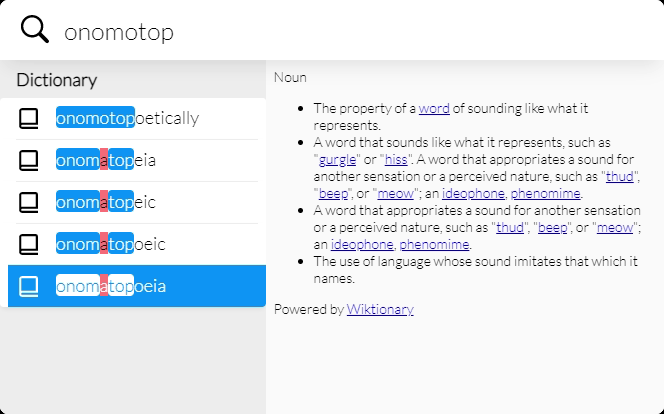 onomotop
Dictionary
onomotopoetically
onomatopeia
onomatopeic
onomatopoeic
onomatopoeia
Noun
The property of a word of sounding like what it
represents.
A word that sounds like what it represents, such as
"gurgle" or "hiss". A word that appropriates a sound for
another sensation or a perceived nature, such as "thud",
"beep", or "meow"; an ideophone, phenomime.
A word that appropriates a sound for another sensation
or a perceived nature, such as "thud", "beep", or "meow";
an ideophone, phenomime.
The use of language whose sound imitates that which it
names.
Powered by Wiktionary